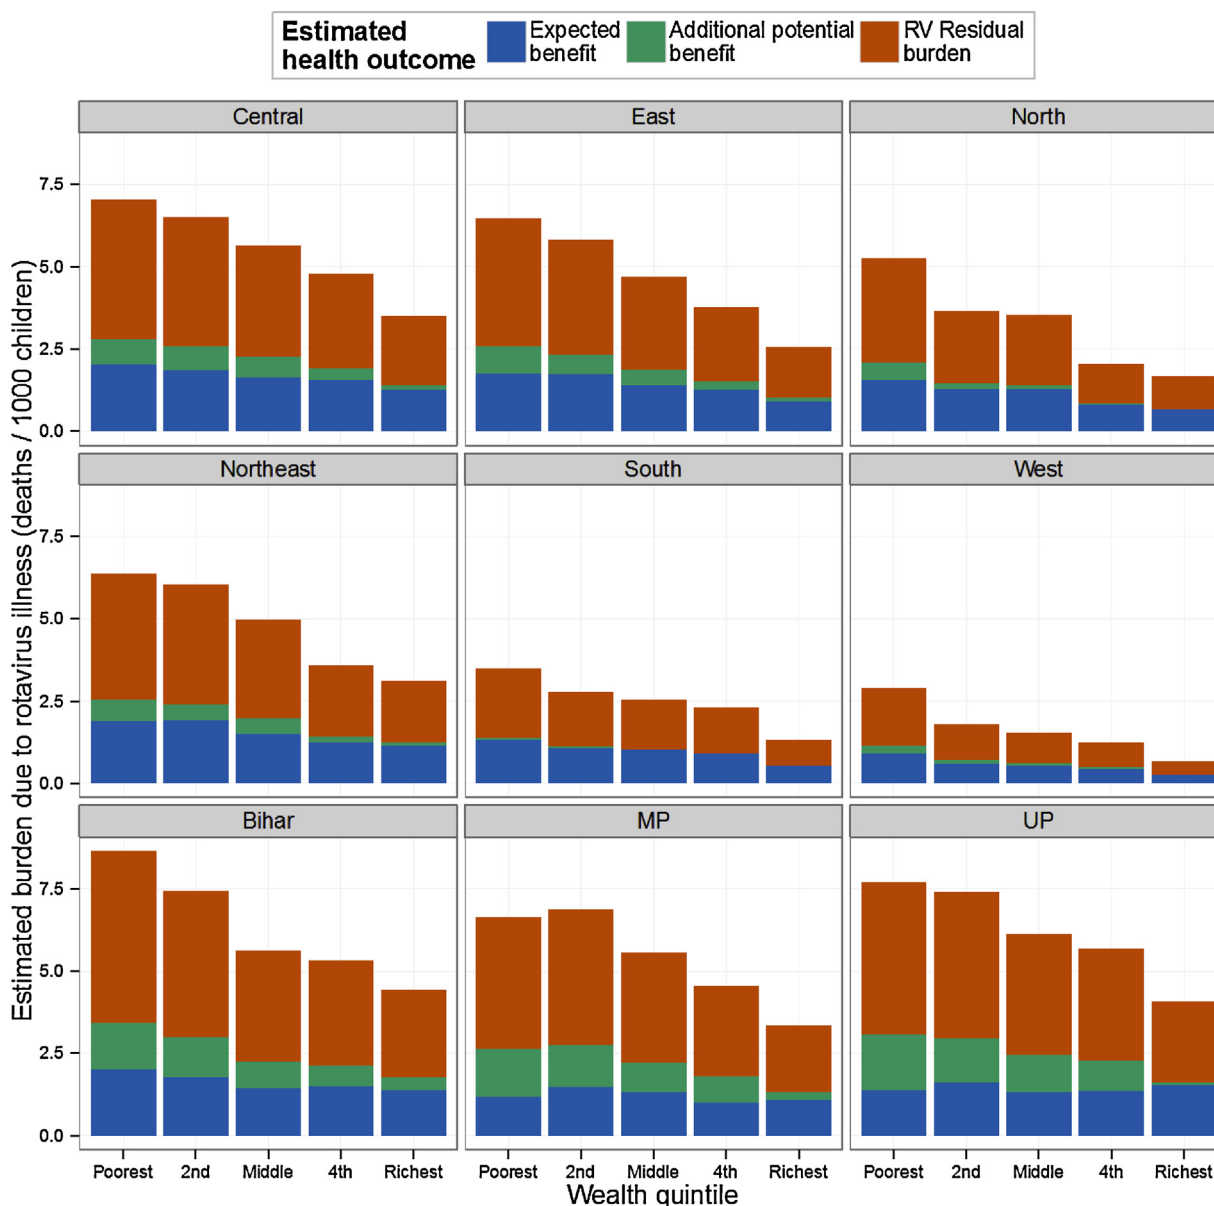 Estimated
health outcome
Expected
benefit
Additional potential
benefit
RV Residual
burden
Central
East
North
7.5
5.0
2.5
0.0
Northeast
South
West
7.5
5.0
2.5
0.0
Bihar
MP
UP
7.5
5.0
2.5
0.0
Estimated burden due to rotavirus illness (deaths / 1000 children)
Poorest 2nd Middle 4th Richest
Poorest 2nd Middle 4th Richest
Poorest 2nd Middle 4th Richest
Wealth quintile